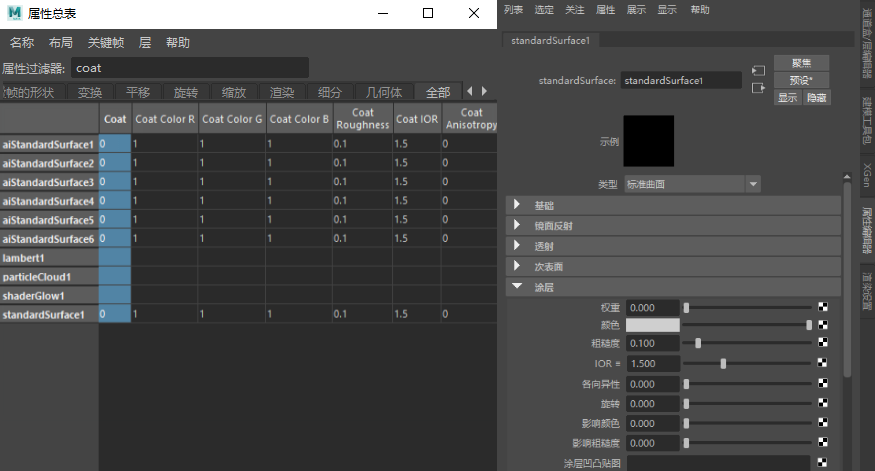 属性总表
名称 布局 关键帧 层 帮助
属性过滤器: coat
帧的形状 变换 平移 旋转 缩放 渲染 细分 几何体 全部
Coat Coat Color R Coat Color G Coat Color B Coat Roughness Coat IOR Coat Anisotropy
aiStandardSurface1 0 1 1 1 0.1 1.5 0
aiStandardSurface2 0 1 1 1 0.1 1.5 0
aiStandardSurface3 0 1 1 1 0.1 1.5 0
aiStandardSurface4 0 1 1 1 0.1 1.5 0
aiStandardSurface5 0 1 1 1 0.1 1.5 0
aiStandardSurface6 0 1 1 1 0.1 1.5 0
lambert1
particleCloud1
shaderGlow1
standardSurface1 0 1 1 1 0.1 1.5 0
列表 选定 关注 属性 展示 显示 帮助
standardSurface1
standardSurface: standardSurface1
聚焦
预设*
显示 隐藏
示例
类型 标准曲面
基础
镜面反射
透射
次表面
涂层
权重 0.000
颜色
粗糙度 0.100
IOR = 1.500
各向异性 0.000
旋转 0.000
影响颜色 0.000
影响粗糙度 0.000
涂层凹凸贴图
通道盒/层编辑器
建模工具包
XGen
属性编辑器
渲染设置